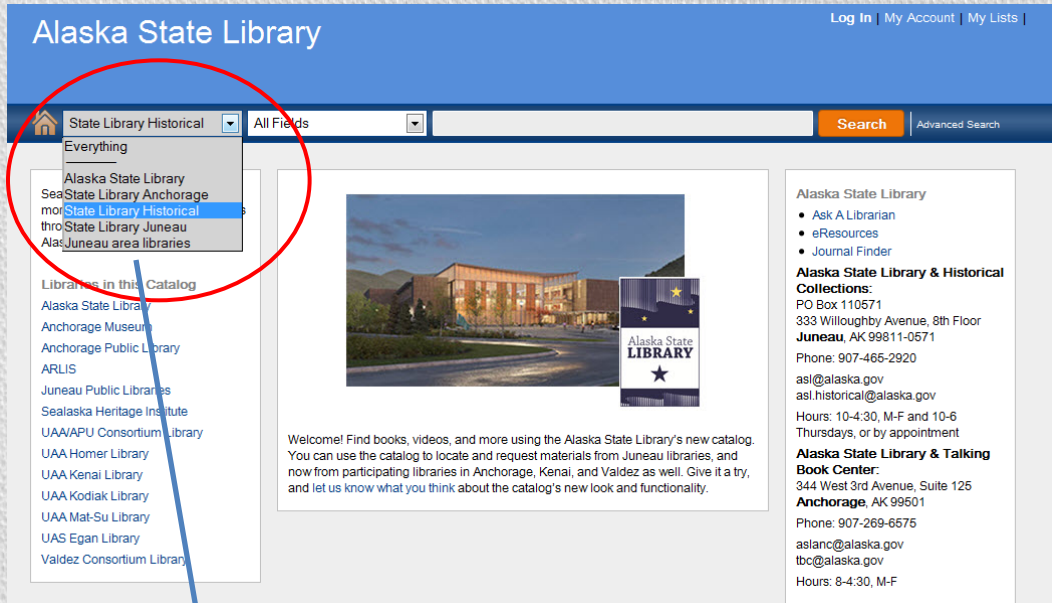 Alaska State Library
Log In | My Account | My Lists |
State Library Historical
All Fields
Search
Advanced Search
Everything
Alaska State Library
State Library Anchorage
State Library Historical
State Library Juneau
Juneau area libraries
Sea
mor
s
thro
Alas
Libraries in this Catalog
Alaska State Library
Anchorage Museum
Anchorage Public Library
ARLIS
Juneau Public Libraries
Sealaska Heritage Institute
UAA/APU Consortium Library
UAA Homer Library
UAA Kenai Library
UAA Kodiak Library
UAA Mat-Su Library
UAS Egan Library
Valdez Consortium Library
Alaska State
LIBRARY
Welcome! Find books, videos, and more using the Alaska State Library's new catalog.
You can use the catalog to locate and request materials from Juneau libraries, and
now from participating libraries in Anchorage, Kenai, and Valdez as well. Give it a try,
and let us know what you think about the catalog's new look and functionality.
Alaska State Library
• Ask A Librarian
• eResources
• Journal Finder
Alaska State Library & Historical
Collections:
PO Box 110571
333 Willoughby Avenue, 8th Floor
Juneau, AK 99811-0571
Phone: 907-465-2920
asl@alaska.gov
asl.historical@alaska.gov
Hours: 10-4:30, M-F and 10-6
Thursdays, or by appointment
Alaska State Library & Talking
Book Center:
344 West 3rd Avenue, Suite 125
Anchorage, AK 99501
Phone: 907-269-6575
aslanc@alaska.gov
tbc@alaska.gov
Hours: 8-4:30, M-F